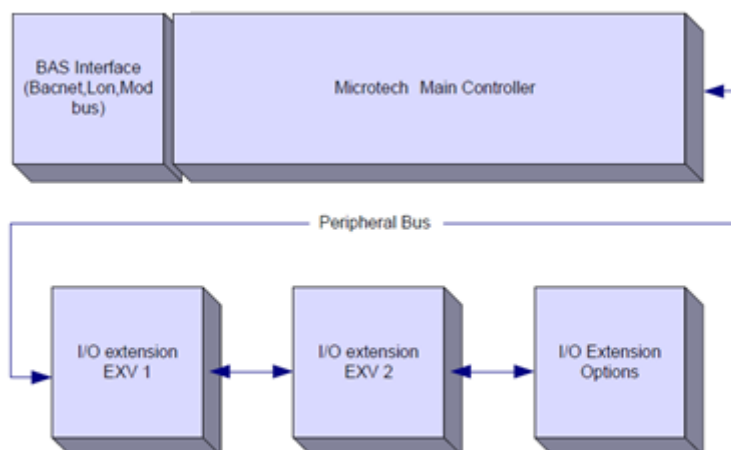 BAS Interface
(Bacnet,Lon,Mod
bus)
Microtech Main Controller
Peripheral Bus
I/O extension
EXV 1
I/O extension
EXV 2
I/O Extension
Options